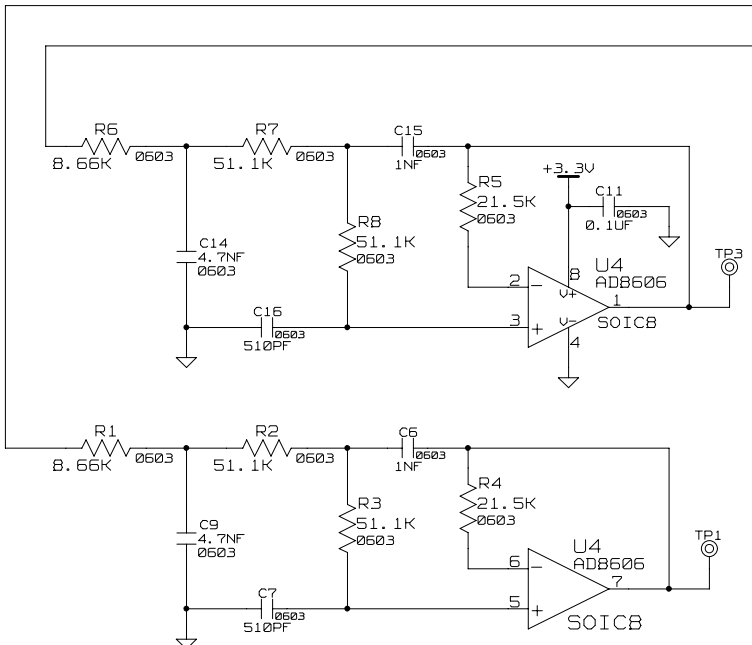 R6
8.66K 0603
R7
51.1K 0603
C15
1NF 0603
R5
21.5K
0603
+3.3V
C11
0603
0.1UF
R8
51.1K
0603
C14
4.7NF
0603
C16
0603
510PF
2
3
8
V+
V-
4
1
U4
AD8606
SOIC8
TP3
R1
8.66K 0603
R2
51.1K 0603
C6
1NF 0603
R4
21.5K
0603
R3
51.1K
0603
C9
4.7NF
0603
C7
0603
510PF
6
5
7
U4
AD8606
SOIC8
TP1